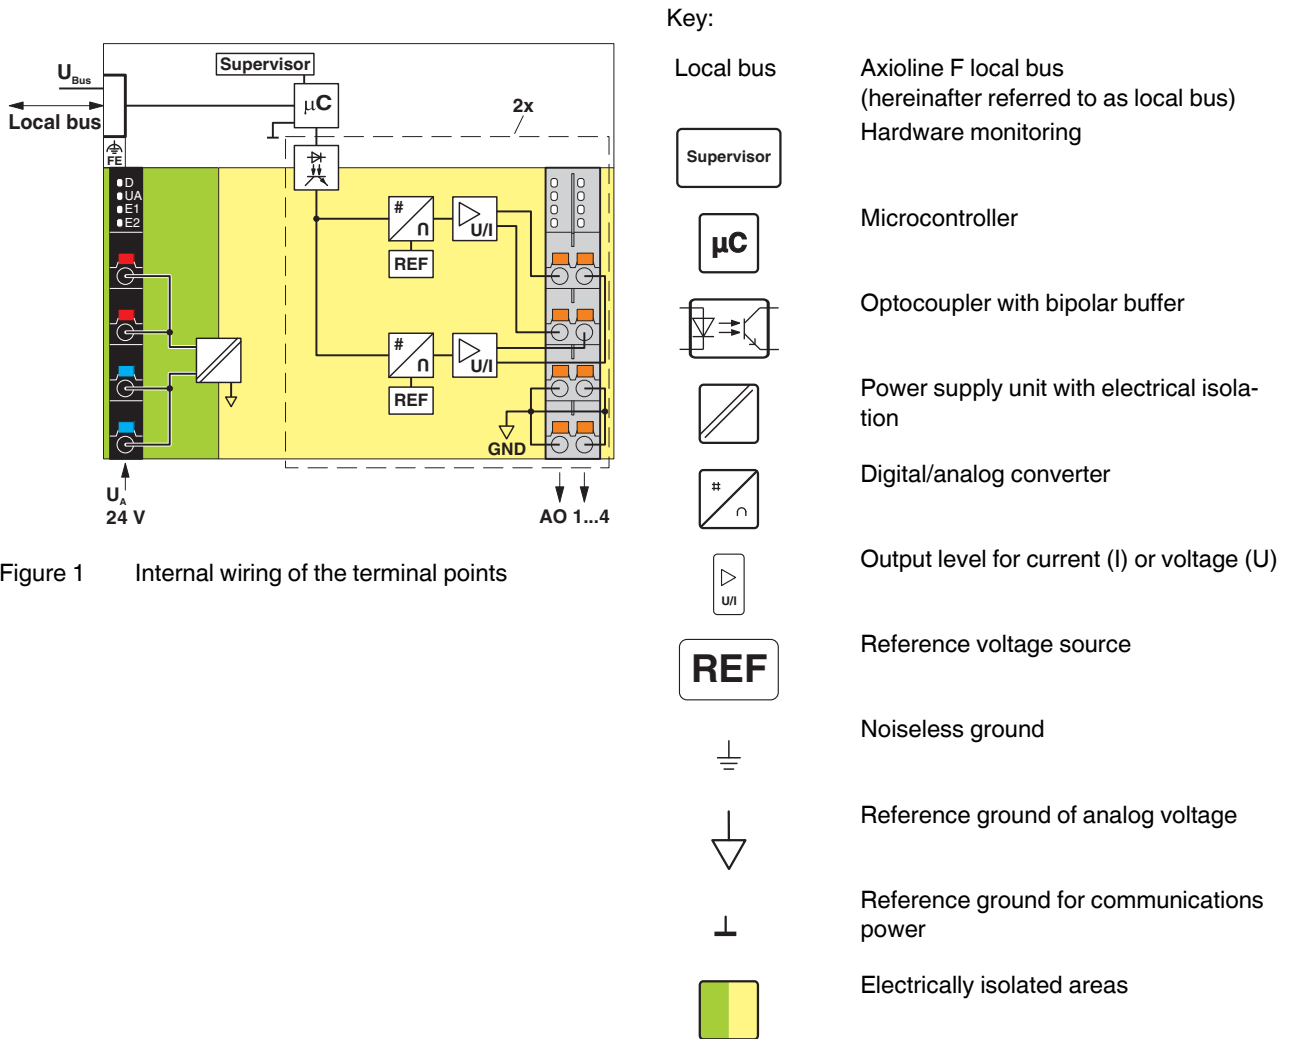 Key:
Supervisor
U Bus
µC
2x
Local bus
FE
D
UA
E1
E2
#
∩
U/I
REF
#
∩
U/I
REF
GND
U A
24 V
AO 1...4
Figure 1 Internal wiring of the terminal points
Local bus Axioline F local bus
(hereinafter referred to as local bus)
Supervisor Hardware monitoring
µC Microcontroller
Optocoupler with bipolar buffer
Power supply unit with electrical isola-
tion
# ∩ Digital/analog converter
U/I Output level for current (I) or voltage (U)
REF Reference voltage source
Noiseless ground
Reference ground of analog voltage
Reference ground for communications
power
Electrically isolated areas